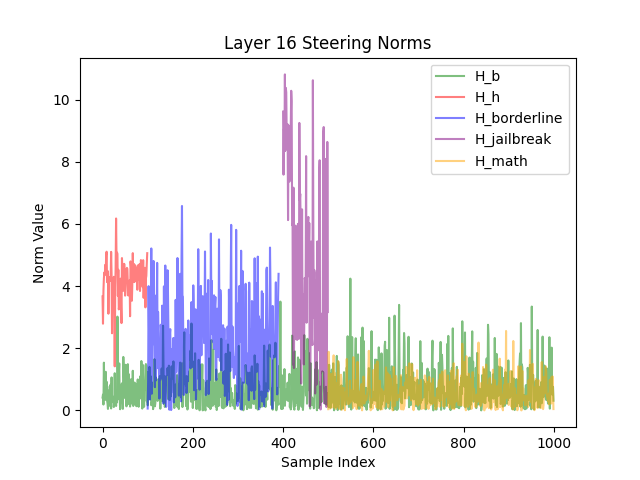 Layer 16 Steering Norms
H_b
H_h
H_borderline
H_jailbreak
H_math
Norm Value
10
8
6
4
2
0
0 200 400 600 800 1000
Sample Index